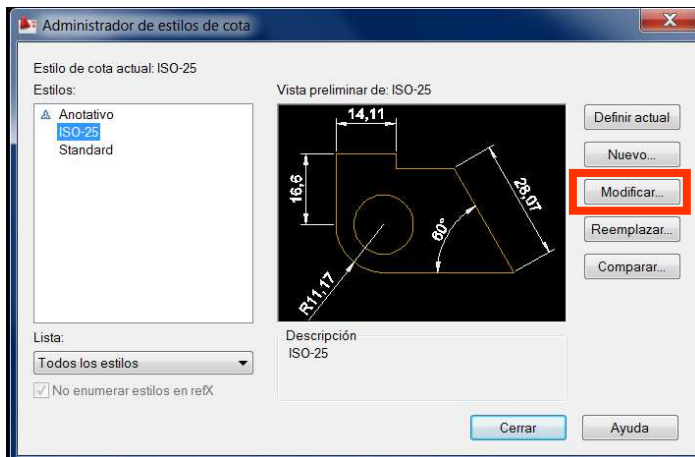 Administrador de estilos de cota
Estilo de cota actual: ISO-25
Estilos:
Anotativo
ISO-25
Standard
Vista preliminar de: ISO-25
14,11
16,6
28,07
60°
R11,17
Definir actual
Nuevo...
Modificar...
Reemplazar...
Comparar...
Lista:
Todos los estilos
No enumerar estilos en refX
Descripción
ISO-25
Cerrar
Ayuda